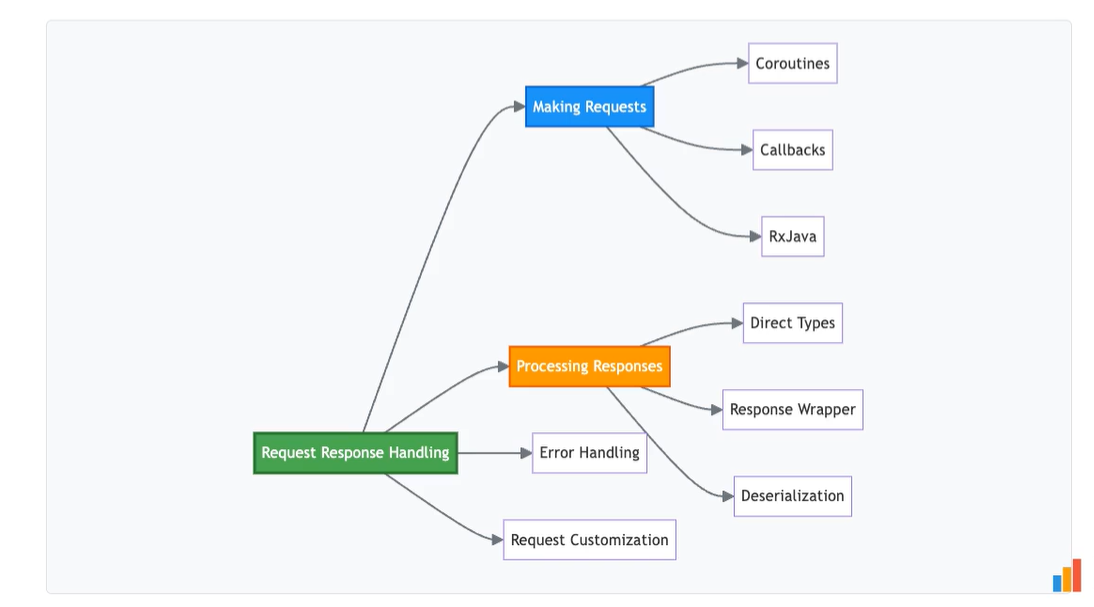 Coroutines
Making Requests
Callbacks
RxJava
Direct Types
Processing Responses
Response Wrapper
Request Response Handling
Error Handling
Deserialization
Request Customization